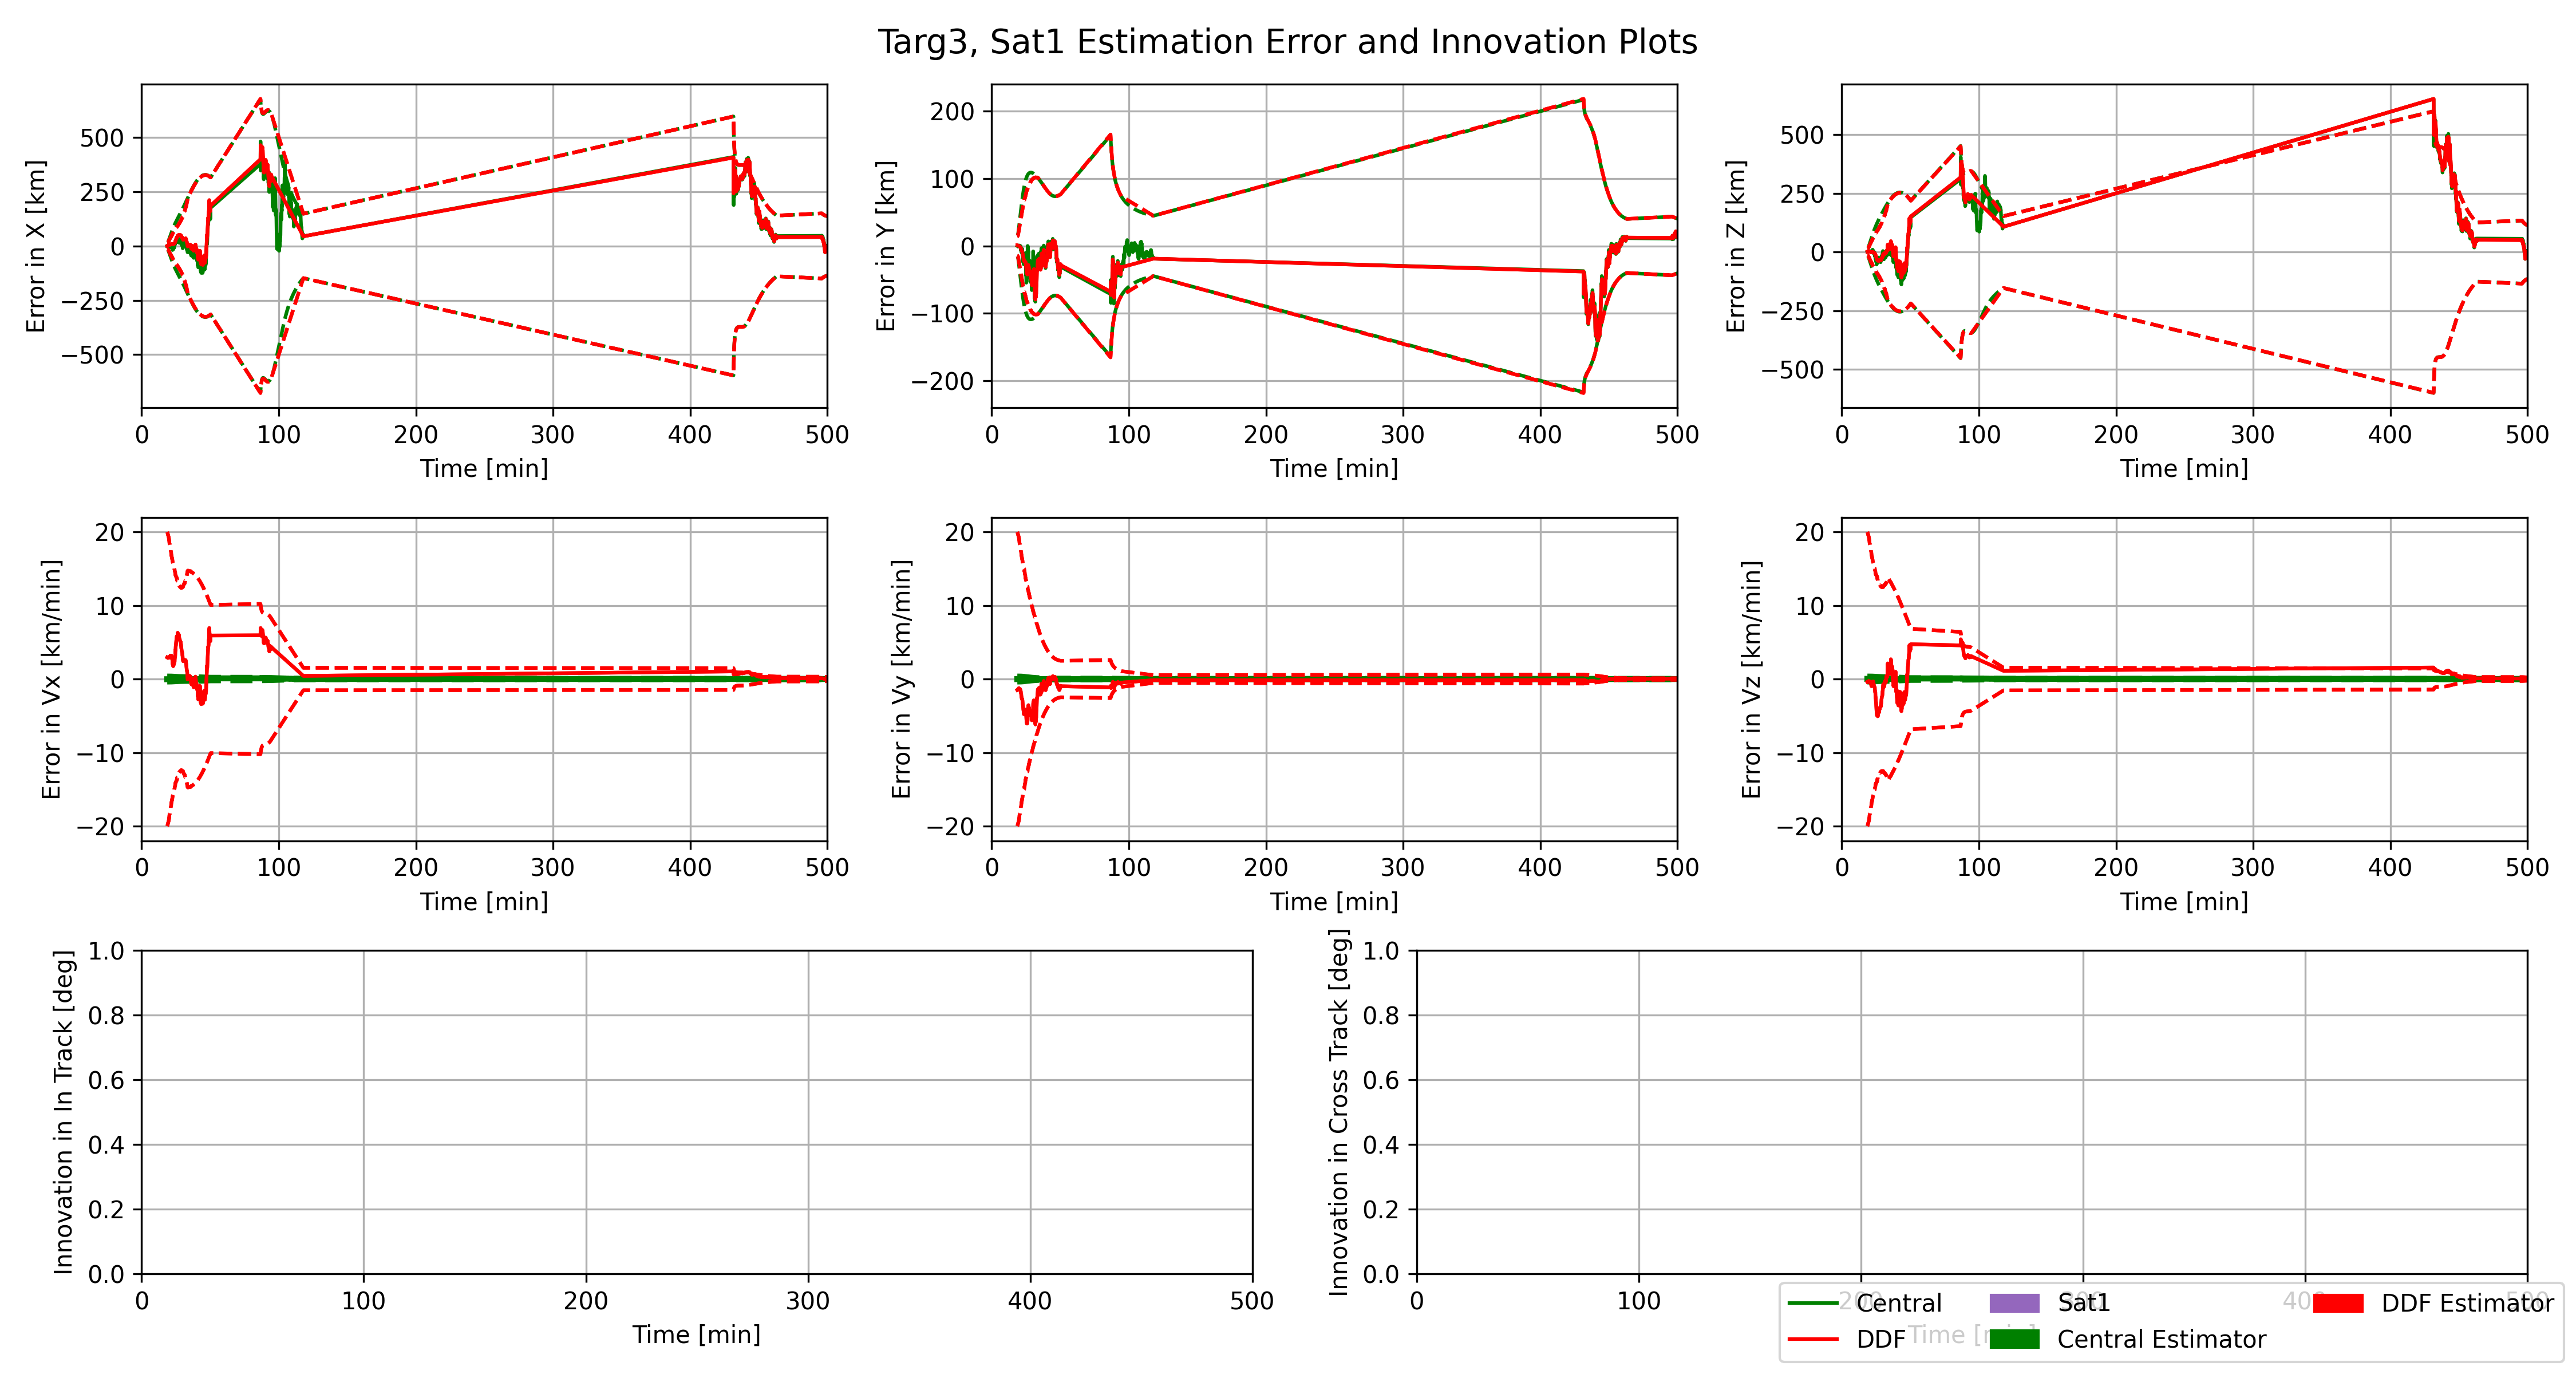 Targ3, Sat1 Estimation Error and Innovation Plots
Error in X [km]
500
250
0
−250
−500
0 100 200 300 400 500
Time [min]
Error in Y [km]
200
100
0
−100
−200
0 100 200 300 400 500
Time [min]
Error in Z [km]
500
250
0
−250
−500
0 100 200 300 400 500
Time [min]
Error in Vx [km/min]
20
10
0
−10
−20
0 100 200 300 400 500
Time [min]
Error in Vy [km/min]
20
10
0
−10
−20
0 100 200 300 400 500
Time [min]
Error in Vz [km/min]
20
10
0
−10
−20
0 100 200 300 400 500
Time [min]
Innovation in In Track [deg]
1.0
0.8
0.6
0.4
0.2
0.0
0 100 200 300 400 500
Time [min]
Innovation in Cross Track [deg]
1.0
0.8
0.6
0.4
0.2
0.0
0 100 200 300 400 500
Time [min]
Central
DDF
Sat1
Central Estimator
DDF Estimator